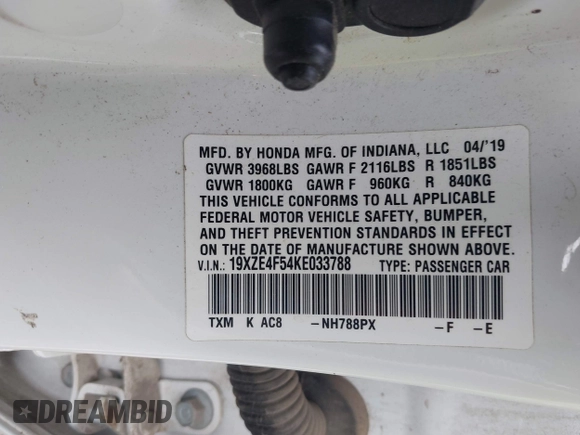 MFD. BY HONDA MFG. OF INDIANA, LLC 04/'19
GVWR 3968LBS GAWR F 2116LBS R 1851LBS
GVWR 1800KG GAWR F 960KG R 840KG
THIS VEHICLE CONFORMS TO ALL APPLICABLE
FEDERAL MOTOR VEHICLE SAFETY, BUMPER,
AND THEFT PREVENTION STANDARDS IN EFFECT
ON THE DATE OF MANUFACTURE SHOWN ABOVE.
V.I.N.: 19XZE4F54KE033788 TYPE: PASSENGER CAR
TXM K AC8 –NH788PX –F –E
DREAMBID